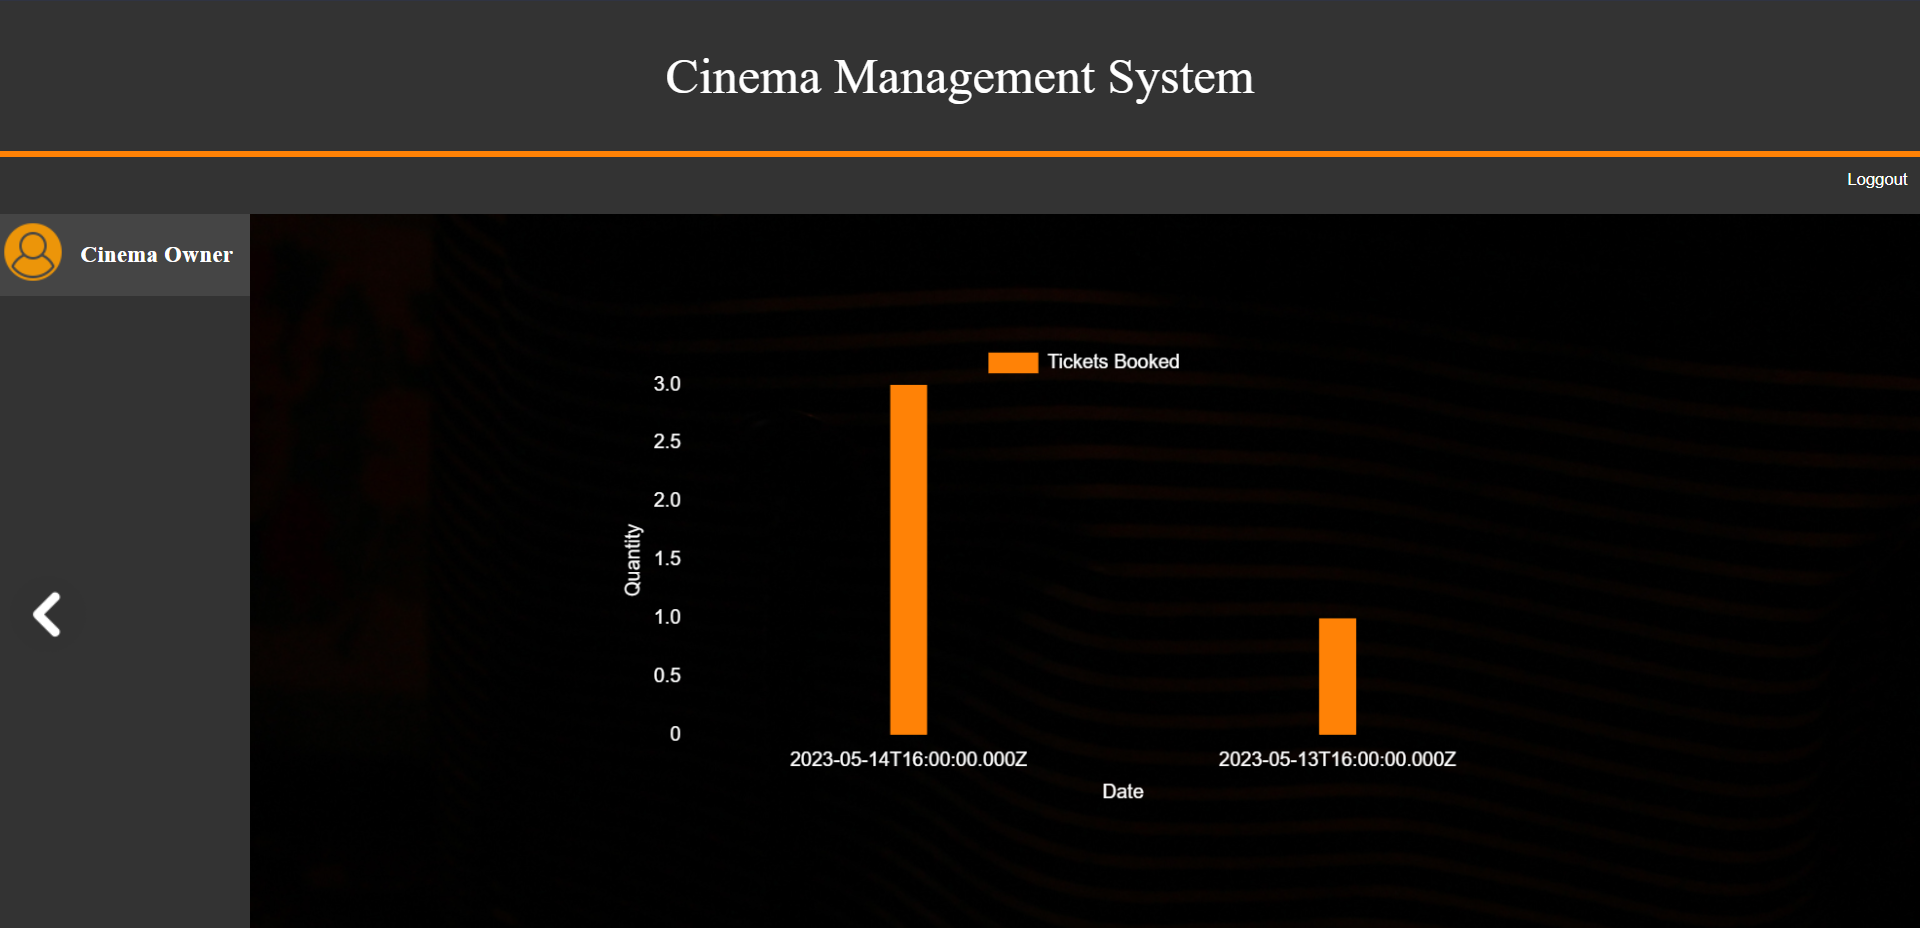 Cinema Management System
Loggout
Cinema Owner
Tickets Booked
3.0
2.5
2.0
1.5
1.0
0.5
0
Quantity
2023-05-14T16:00:00.000Z
2023-05-13T16:00:00.000Z
Date